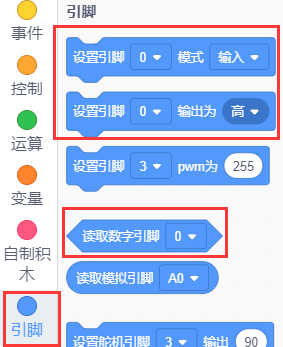 引脚
事件
控制
运算
变量
自制积
木
引脚
设置引脚 0 模式 输入
设置引脚 0 输出为 高
设置引脚 3 pwm为 255
读取数字引脚 0
读取模拟引脚 A0
设置舵机引脚 3 输出 90